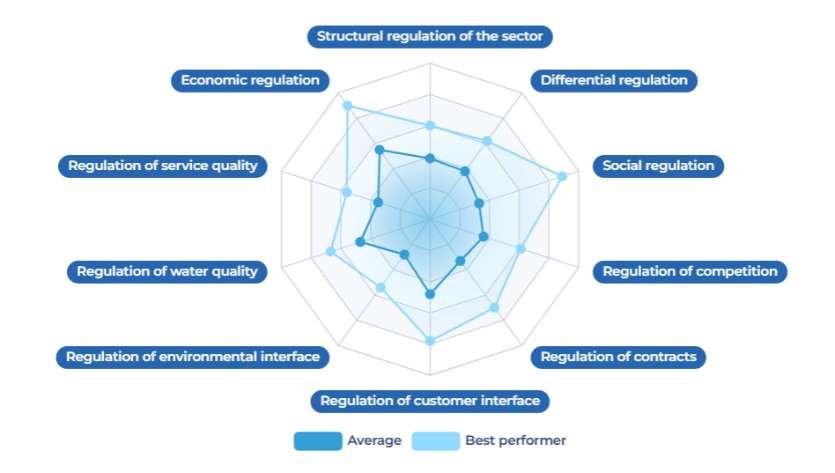 Structural regulation of the sector
Economic regulation
Differential regulation
Regulation of service quality
Social regulation
Regulation of water quality
Regulation of competition
Regulation of environmental interface
Regulation of contracts
Regulation of customer interface
Average
Best performer